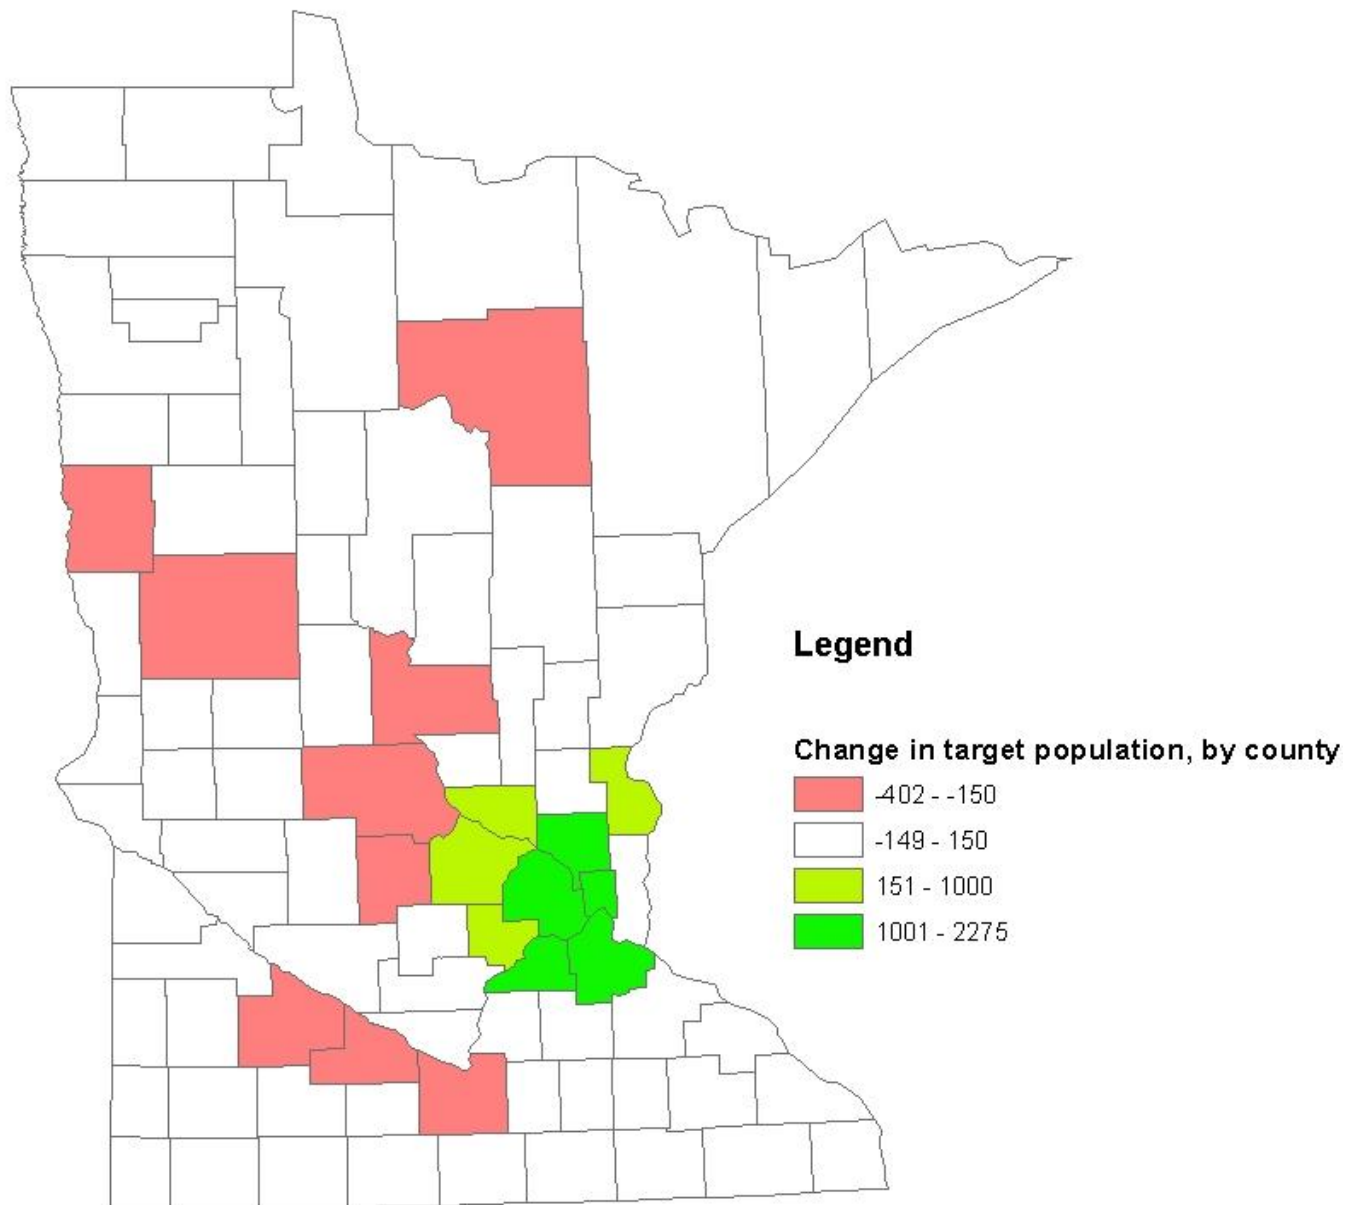 Legend
Change in target population, by county
-402 - -150
-149 - 150
151 - 1000
1001 - 2275